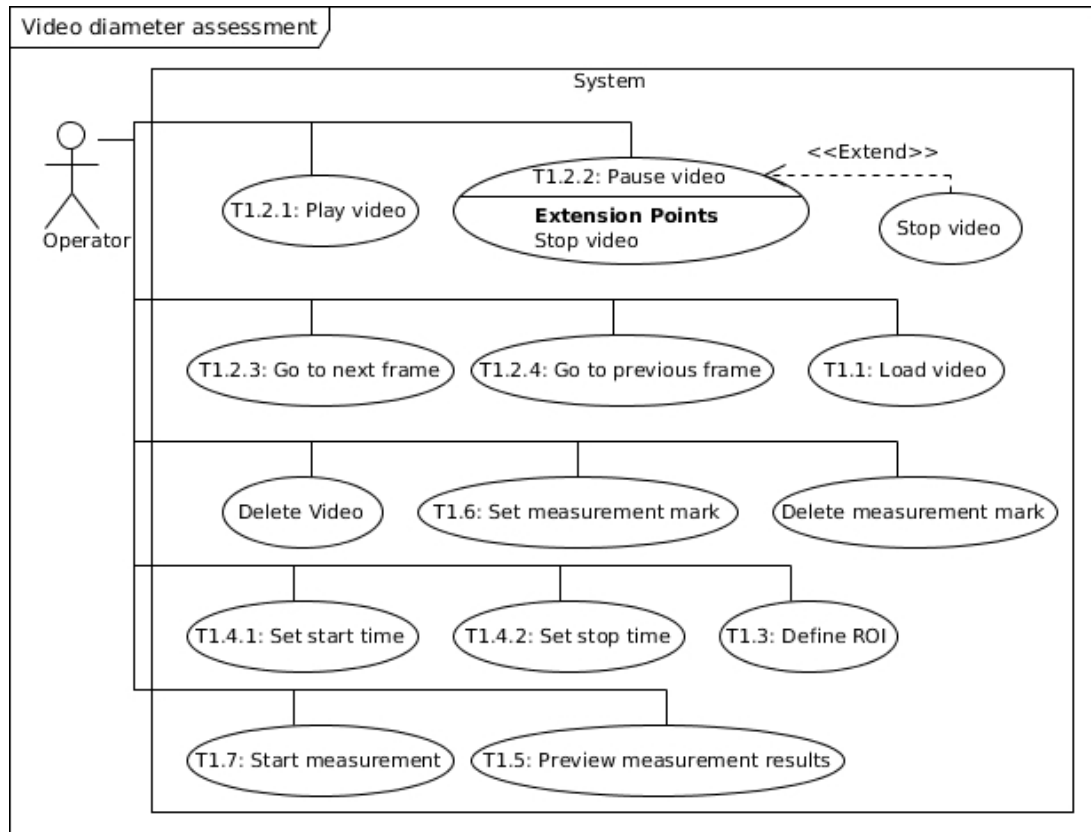 Video diameter assessment
System
Operator
T1.2.1: Play video
T1.2.2: Pause video
Extension Points
Stop video
<<Extend>>
Stop video
T1.2.3: Go to next frame
T1.2.4: Go to previous frame
T1.1: Load video
Delete Video
T1.6: Set measurement mark
Delete measurement mark
T1.4.1: Set start time
T1.4.2: Set stop time
T1.3: Define ROI
T1.7: Start measurement
T1.5: Preview measurement results